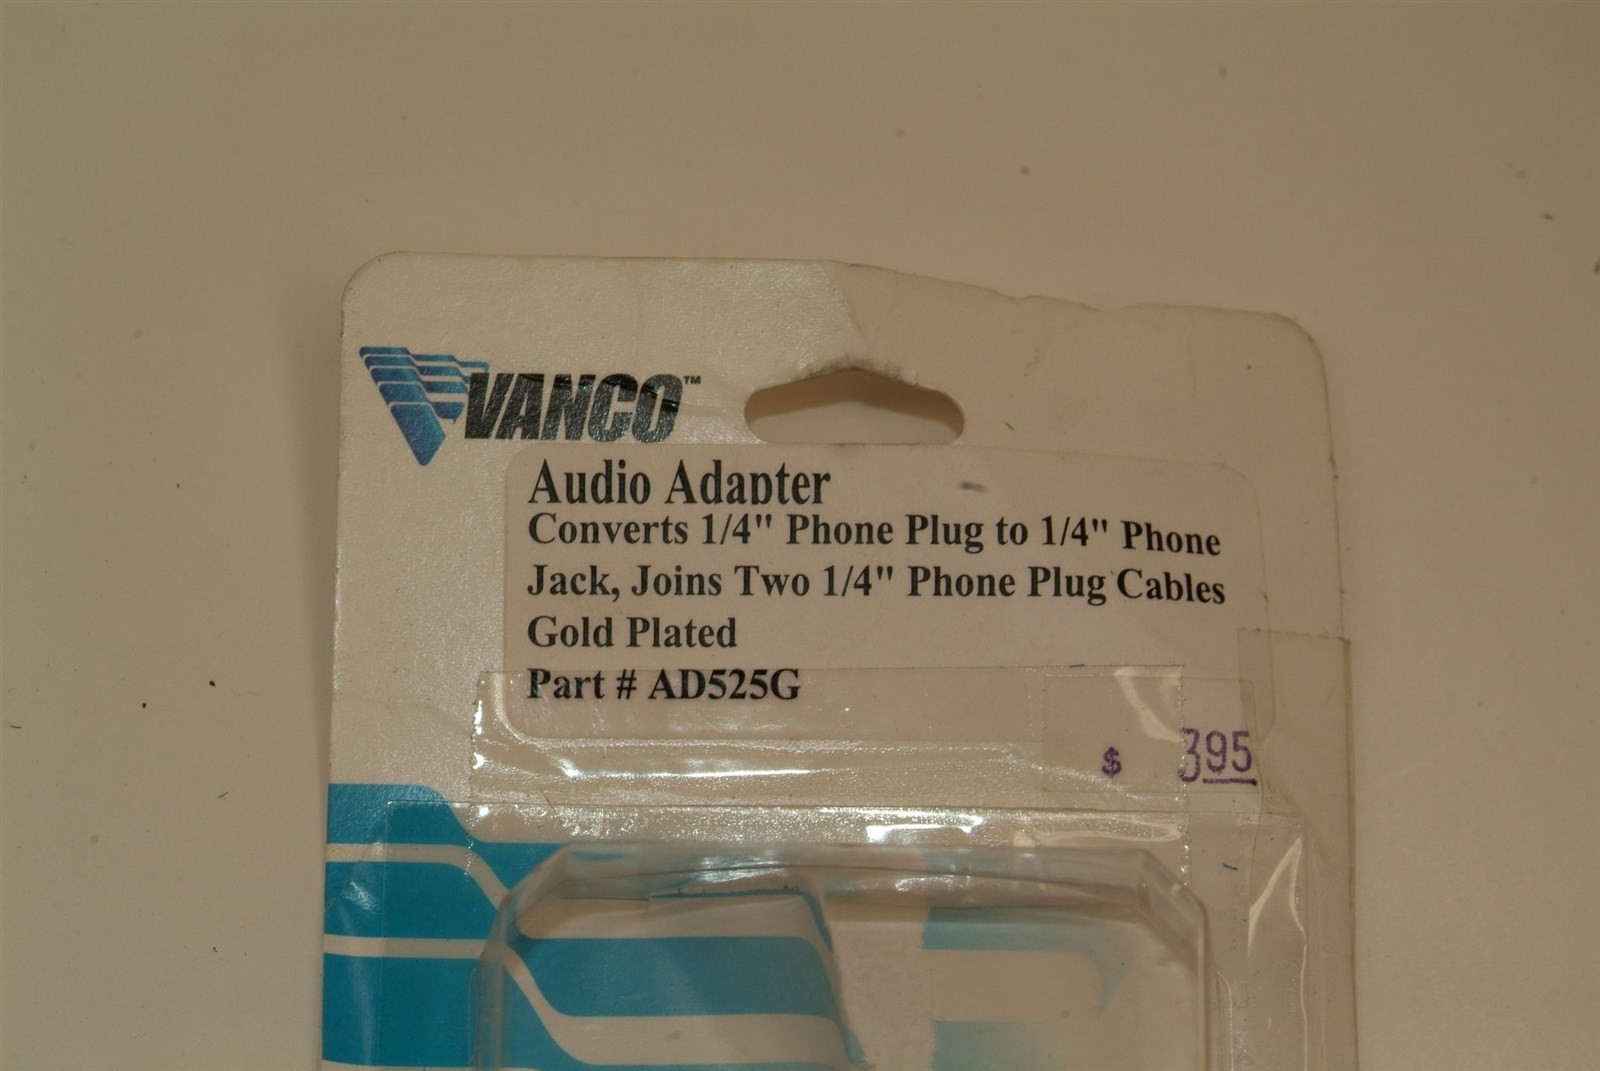 VANCO™
Audio Adapter
Converts 1/4" Phone Plug to 1/4" Phone
Jack, Joins Two 1/4" Phone Plug Cables
Gold Plated
Part # AD525G
$ 395